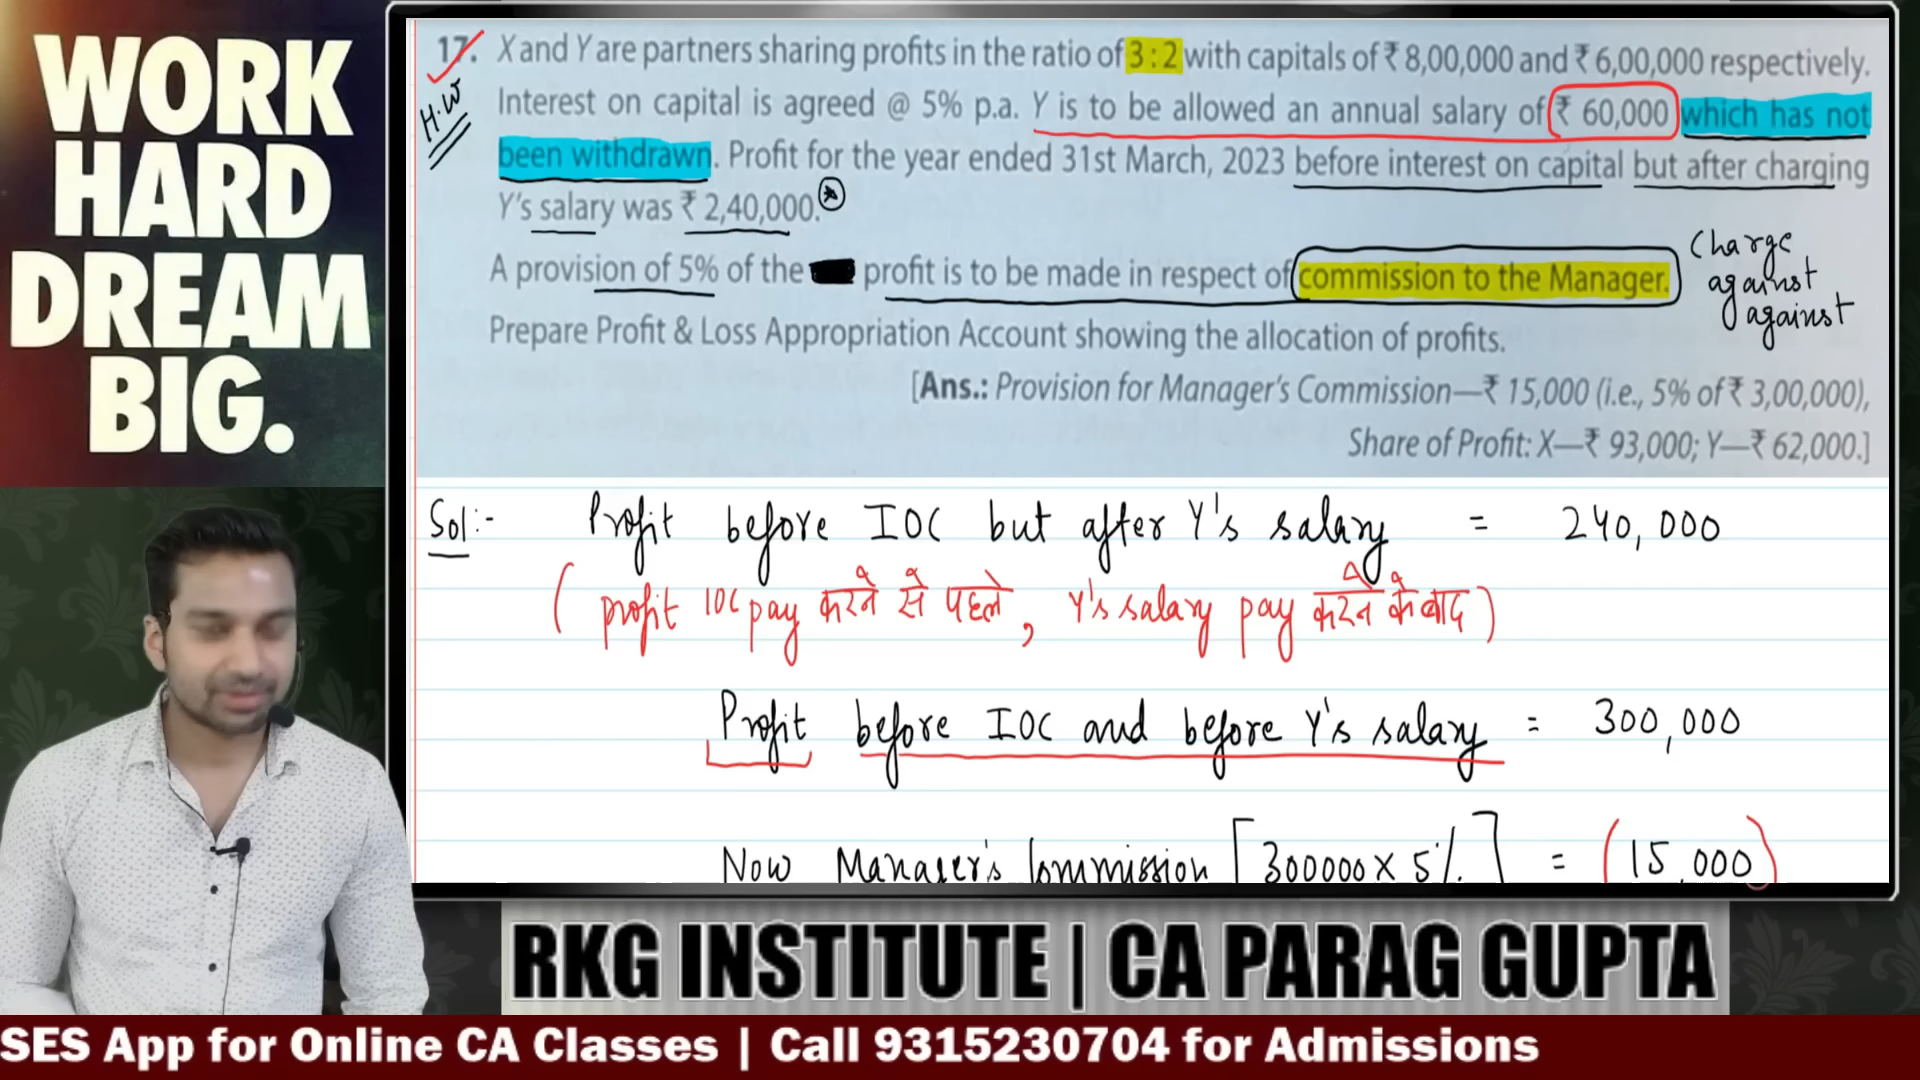 WORK
HARD
DREAM
BIG.
17. X and Y are partners sharing profits in the ratio of 3 : 2 with capitals of ₹ 8,00,000 and ₹ 6,00,000 respectively.
H.W
Interest on capital is agreed @ 5% p.a. Y is to be allowed an annual salary of ₹ 60,000 which has not
been withdrawn. Profit for the year ended 31st March, 2023 before interest on capital but after charging
Y's salary was ₹ 2,40,000.
A provision of 5% of the profit is to be made in respect of commission to the Manager.
Charge
against
against
Prepare Profit & Loss Appropriation Account showing the allocation of profits.
[Ans.: Provision for Manager's Commission—₹ 15,000 (i.e., 5% of ₹ 3,00,000),
Share of Profit: X—₹ 93,000; Y—₹ 62,000.]
Sol:- Profit before IOC but after Y's salary = 240,000
(profit IOC pay करने से पहले, Y's salary pay करने के बाद)
Profit before IOC and before Y's salary = 300,000
Now Manager's Commission [300000 X 5%.] = (15,000)
RKG INSTITUTE | CA PARAG GUPTA
SES App for Online CA Classes | Call 9315230704 for Admissions